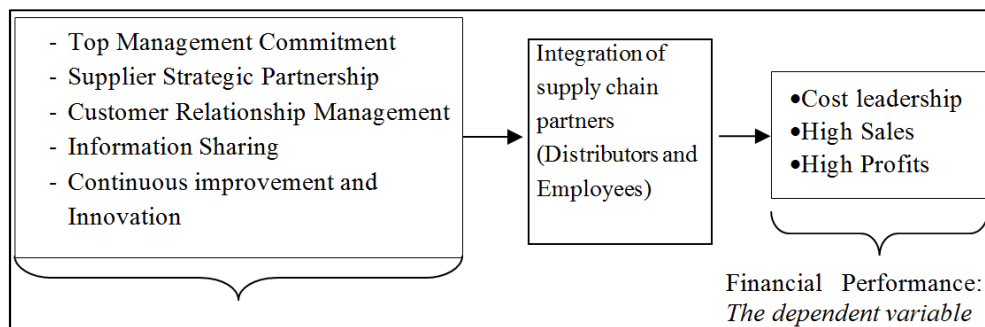 - Top Management Commitment
- Supplier Strategic Partnership
- Customer Relationship Management
- Information Sharing
- Continuous improvement and
Innovation
Integration of
supply chain
partners
(Distributors and
Employees)
•Cost leadership
•High Sales
•High Profits
Financial Performance:
The dependent variable